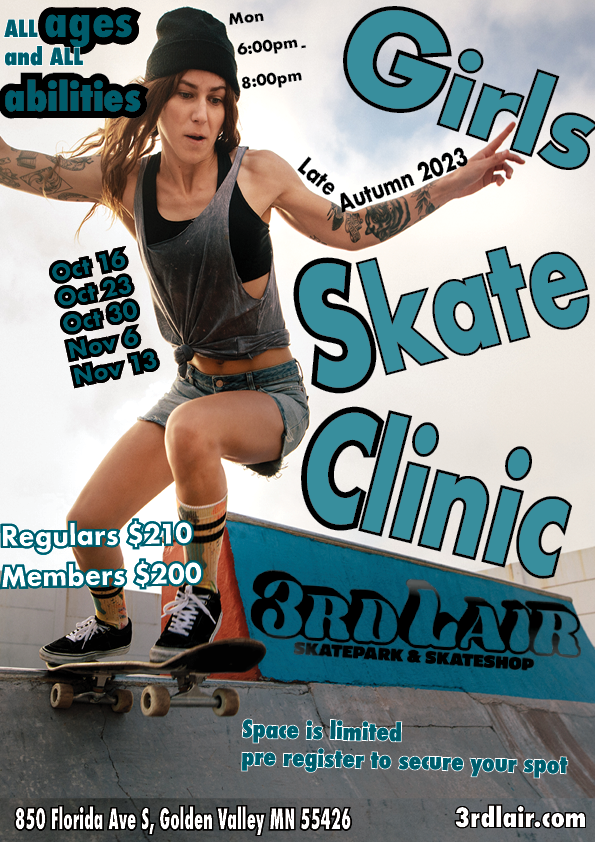 ALL ages
and ALL
abilities
Mon
6:00pm -
8:00pm
Girls
Late Autumn 2023
Skate
Clinic
Oct 16
Oct 23
Oct 30
Nov 6
Nov 13
Regulars $210
Members $200
3RD LAIR
SKATEPARK & SKATESHOP
Space is limited
pre register to secure your spot
850 Florida Ave S, Golden Valley MN 55426
3rdlair.com